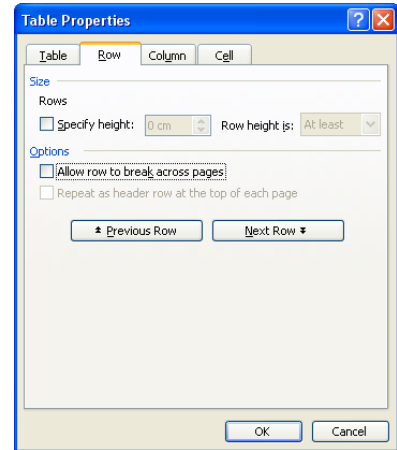 Table Properties
Table Row Column Cell
Size
Rows
Specify height: 0 cm Row height is: At least
Options
Allow row to break across pages
Repeat as header row at the top of each page
Previous Row Next Row
OK Cancel